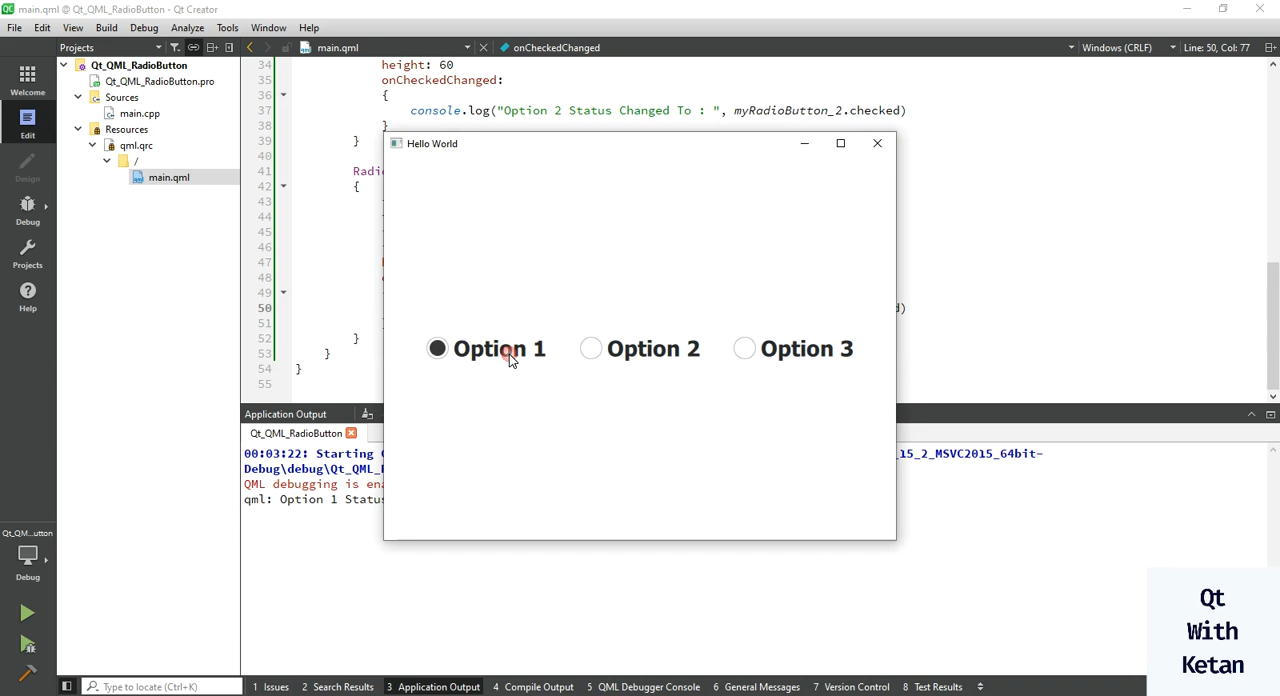 main.qml @ Qt_QML_RadioButton - Qt Creator
File Edit View Build Debug Analyze Tools Window Help
Projects main.qml onCheckedChanged Windows (CRLF) Line: 50, Col: 77
Welcome
Edit
Design
Debug
Projects
Help
Qt_QML_RadioButton
Qt_QML_RadioButton.pro
Sources
main.cpp
Resources
qml.qrc
/
main.qml
34 height: 60
35 onCheckedChanged:
36 {
37 console.log("Option 2 Status Changed To : ", myRadioButton_2.checked)
38 }
39 }
40
41
42 {
43
44
45
46
47
48
49
50 )
51
52 }
53 }
54 }
55
Hello World
Option 1 Option 2 Option 3
Application Output
Qt_QML_RadioButton
00:03:22: Starting 15_2_MSVC2015_64bit-
Debug\debug\Qt_QML_
QML debugging is
qml: Option 1
Qt_QM...utton
Debug
Type to locate (Ctrl+K) 1 Issues 2 Search Results 3 Application Output 4 Compile Output 5 QML Debugger Console 6 General Messages 7 Version Control 8 Test Results
Qt
With
Ketan